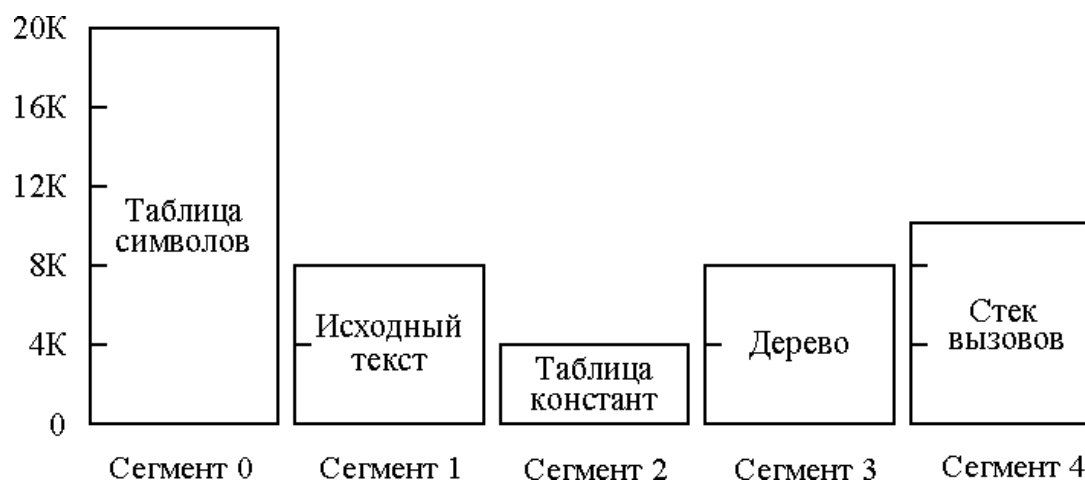 20K
16K
12K
8K
4K
0
Таблица
символов
Исходный
текст
Таблица
констант
Дерево
Стек
вызовов
Сегмент 0
Сегмент 1
Сегмент 2
Сегмент 3
Сегмент 4